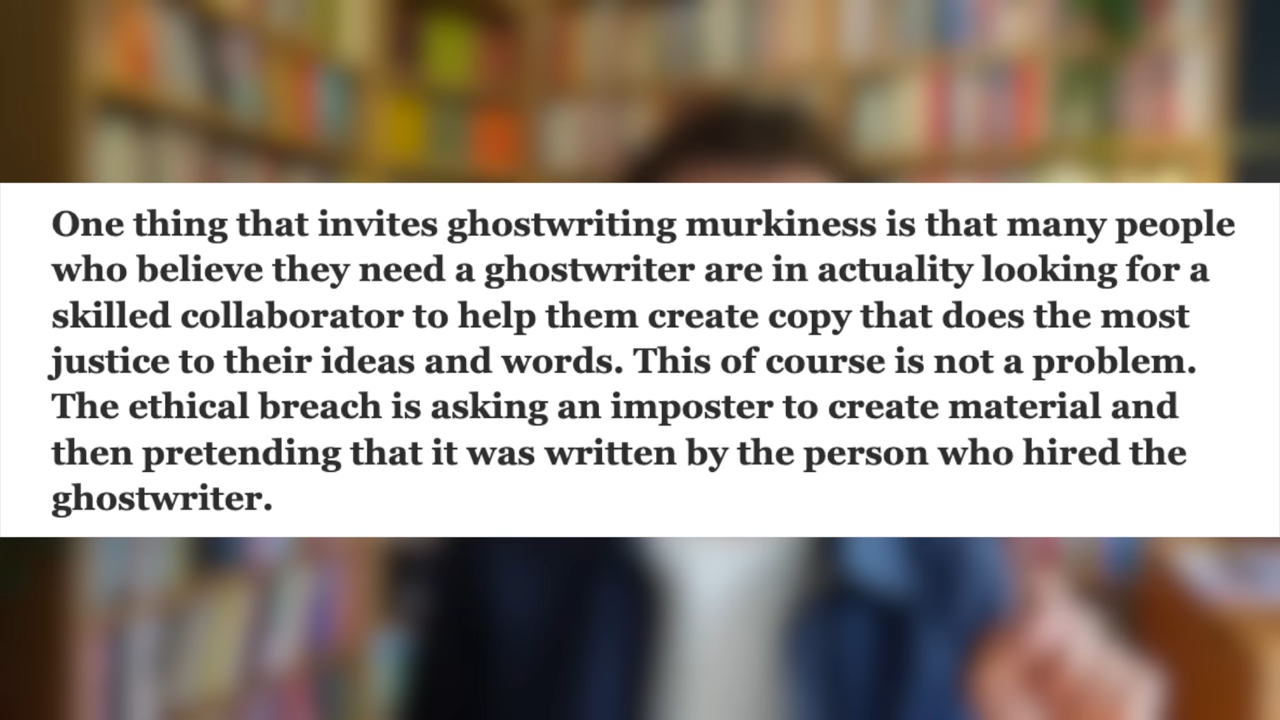 One thing that invites ghostwriting murkiness is that many people
who believe they need a ghostwriter are in actuality looking for a
skilled collaborator to help them create copy that does the most
justice to their ideas and words. This of course is not a problem.
The ethical breach is asking an imposter to create material and
then pretending that it was written by the person who hired the
ghostwriter.